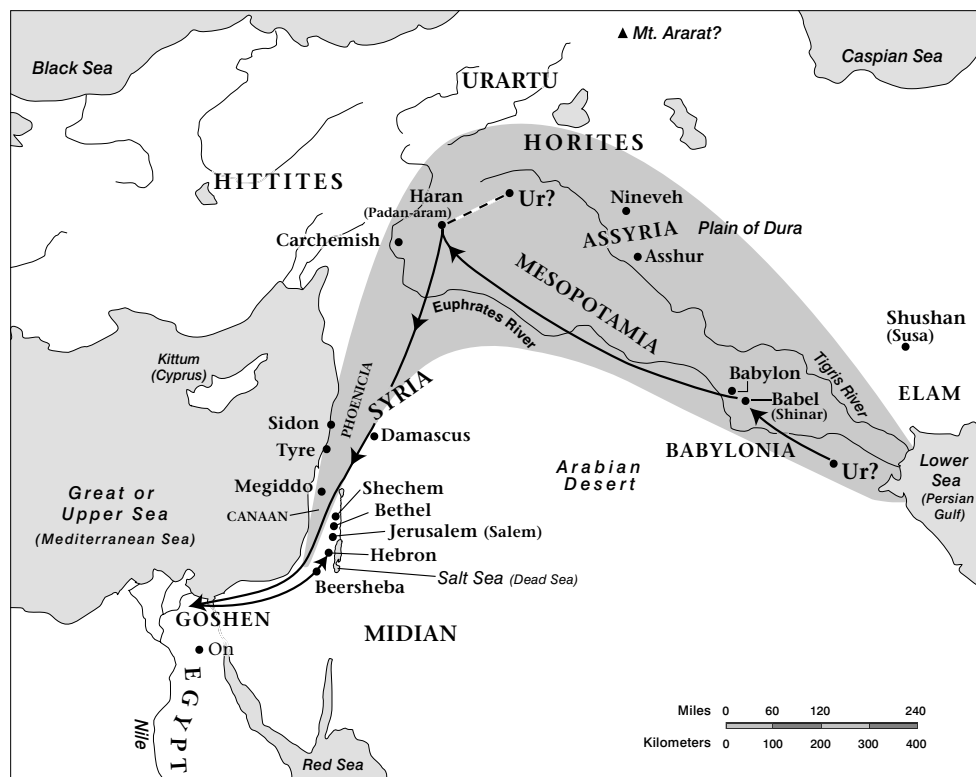 Mt. Ararat?
Black Sea
Caspian Sea
URARTU
HORITES
HITTITES
Haran
(Padan-aram)
Ur?
Nineveh
Plain of Dura
Carchemish
ASSYRIA
Asshur
MESOPOTAMIA
Euphrates River
Shushan
(Susa)
Kittum
(Cyprus)
PHOENICIA
SYRIA
Tigris River
Babylon
Babel
(Shinar)
ELAM
Sidon
Damascus
Tyre
BABYLONIA
Ur?
Lower
Sea
(Persian
Gulf)
Arabian
Desert
Great or
Upper Sea
(Mediterranean Sea)
Megiddo
CANAAN
Shechem
Bethel
Jerusalem (Salem)
Hebron
Salt Sea (Dead Sea)
Beersheba
GOSHEN
MIDIAN
On
EGYPT
Nile
Red Sea
Miles 0 60 120 240
Kilometers 0 100 200 300 400